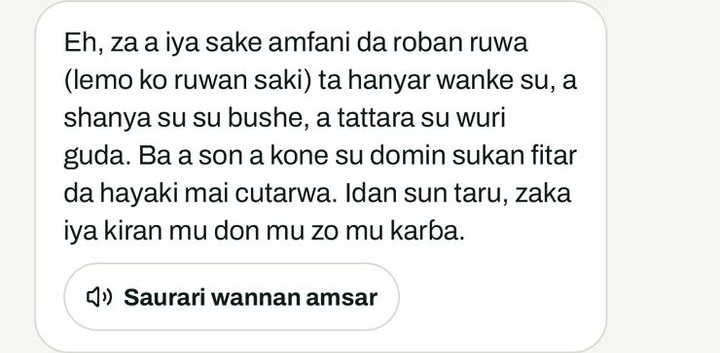 Eh, za a iya sake amfani da roban ruwa
(lemo ko ruwan saki) ta hanyar wanke su, a
shanya su su bushe, a tattara su wuri
guda. Ba a son a kone su domin sukan fitar
da hayaki mai cutarwa. Idan sun taru, zaka
iya kiran mu don mu zo mu karɓa.
Saurari wannan amsar